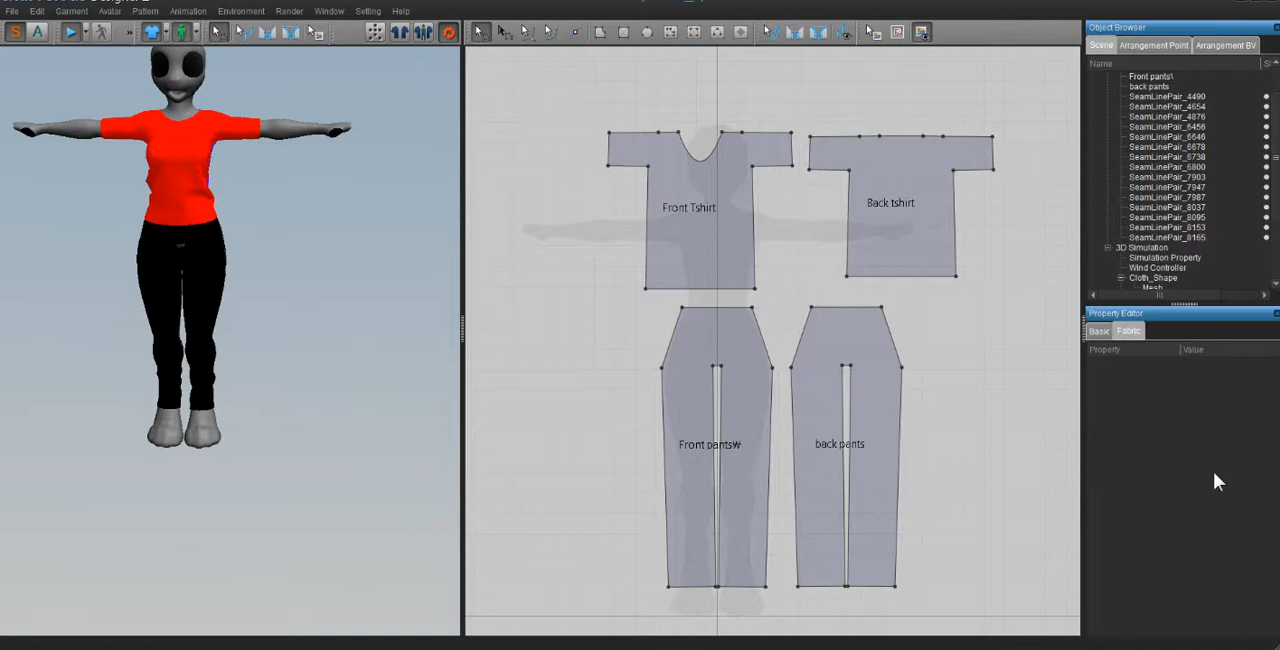 File Edit Garment Avatar Pattern Animation Environment Render Window Setting Help
S A »
Object Browser
Scene Arrangement Point Arrangement BV
Name
Front pants\
back pants
SeamLinePair_4490
SeamLinePair_4654
SeamLinePair_4876
SeamLinePair_6456
SeamLinePair_6646
SeamLinePair_6678
SeamLinePair_6738
SeamLinePair_6800
SeamLinePair_7903
SeamLinePair_7947
SeamLinePair_7987
SeamLinePair_8037
SeamLinePair_8095
SeamLinePair_8153
SeamLinePair_8165
3D Simulation
Simulation Property
Wind Controller
Cloth_Shape
Mesh
Property Editor
Basic Fabric
Property Value
Front Tshirt
Back tshirt
Front pants₩
back pants